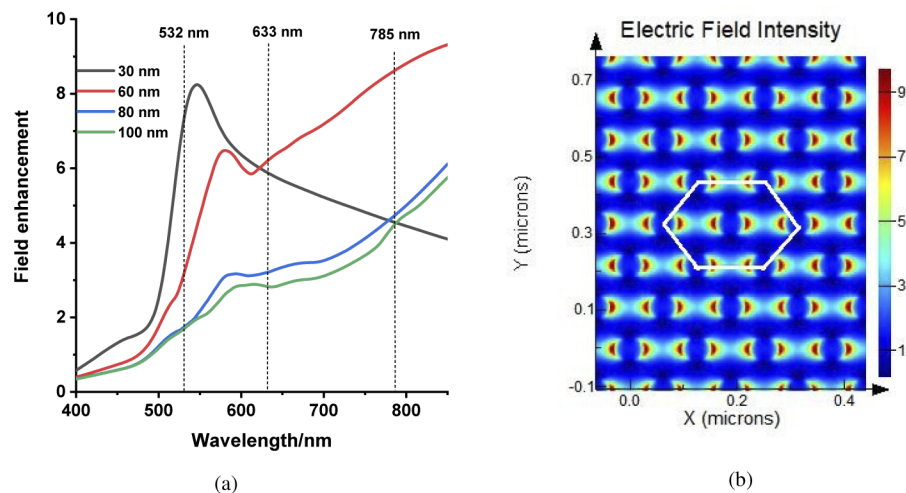 532 nm
633 nm
785 nm
30 nm
60 nm
80 nm
100 nm
10
8
6
4
2
0
400
500
600
700
800
Field enhancement
Wavelength/nm
(a)
Electric Field Intensity
0.7
0.5
0.3
0.1
-0.1
Y (microns)
0.0
0.2
0.4
X (microns)
9
7
5
3
1
(b)